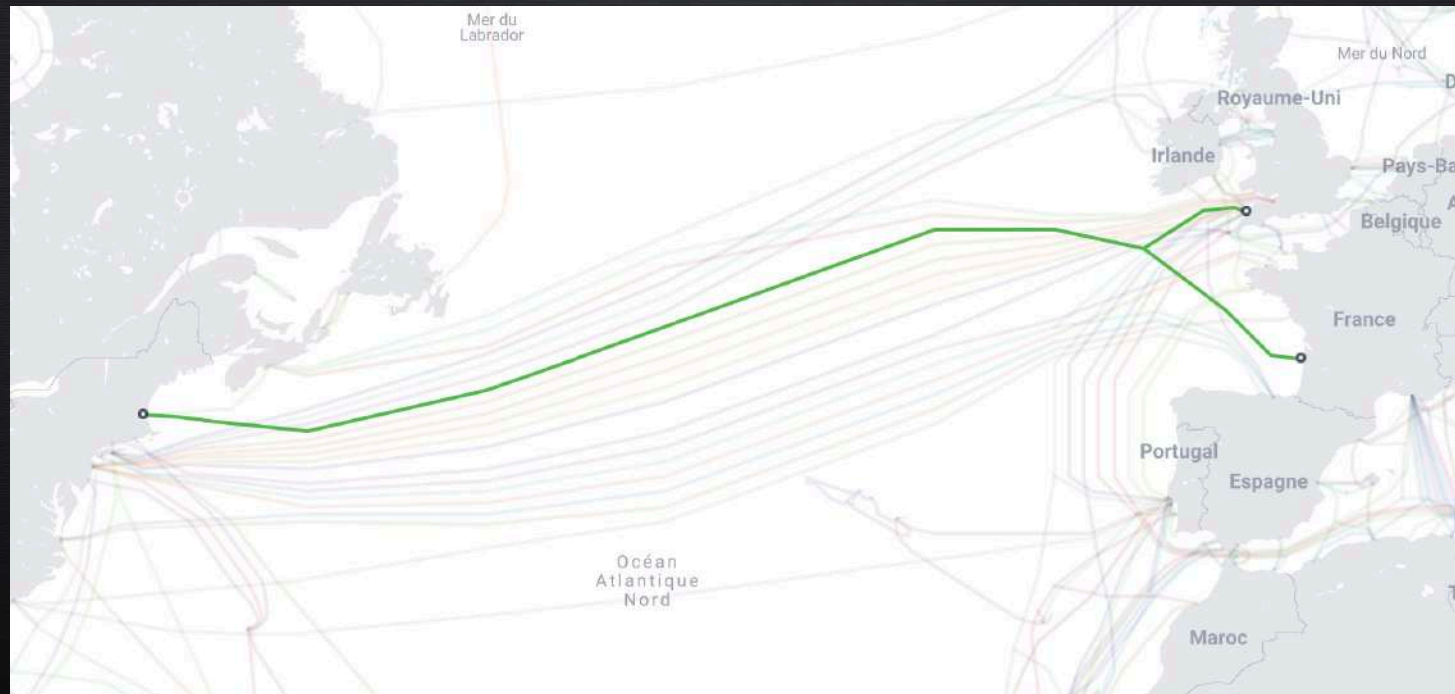 Mer du
Labrador
Mer du Nord
Royaume-Uni
Irlande
Pays-Ba
Belgique
France
Portugal
Espagne
Océan
Atlantique
Nord
Maroc